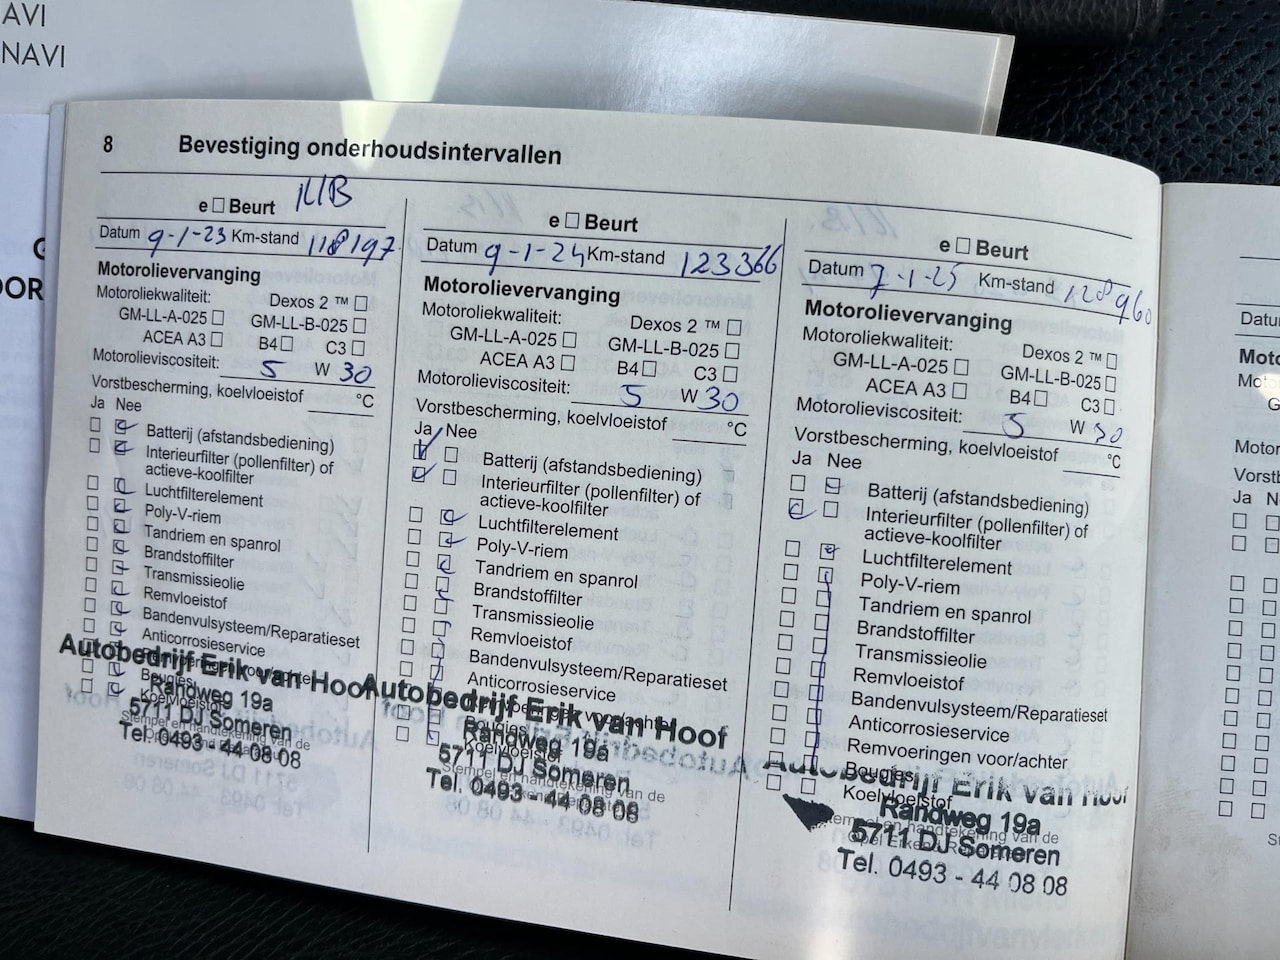 AVI
NAVI
8 Bevestiging onderhoudsintervallen
e □ Beurt
Datum 9-1-23 Km-stand 118197
Motorolievervanging
Motoroliekwaliteit: Dexos 2 ™ □
GM-LL-A-025 □ GM-LL-B-025 □
ACEA A3 □ B4 □ C3 □
Motorolieviscositeit: 5 W 30
Vorstbescherming, koelvloeistof °C
Ja Nee
Batterij (afstandsbediening)
Interieurfilter (pollenfilter) of
actieve-koolfilter
Luchtfilterelement
Poly-V-riem
Tandriem en spanrol
Brandstoffilter
Transmissieolie
Remvloeistof
Bandenvulsysteem/Reparatieset
Anticorrosieservice
Bougies
Koelvloeistof
Autobedrijf Erik van Hoof
Randweg 19a
5711 DJ Someren
Tel. 0493 - 44 08 08
e □ Beurt
Datum 9-1-24 Km-stand 123366
Motorolievervanging
Motoroliekwaliteit: Dexos 2 ™ □
GM-LL-A-025 □ GM-LL-B-025 □
ACEA A3 □ B4 □ C3 □
Motorolieviscositeit: 5 W 30
Vorstbescherming, koelvloeistof °C
Ja Nee
Batterij (afstandsbediening)
Interieurfilter (pollenfilter) of
actieve-koolfilter
Luchtfilterelement
Poly-V-riem
Tandriem en spanrol
Brandstoffilter
Transmissieolie
Remvloeistof
Bandenvulsysteem/Reparatieset
Anticorrosieservice
Bougies
Koelvloeistof
Stempel en handtekening van de
Autobedrijf Erik van Hoof
Randweg 19a
5711 DJ Someren
Tel. 0493 - 44 08 08
e □ Beurt
Datum 7-1-25 Km-stand 128960
Motorolievervanging
Motoroliekwaliteit: Dexos 2 ™ □
GM-LL-A-025 □ GM-LL-B-025 □
ACEA A3 □ B4 □ C3 □
Motorolieviscositeit: 5 W 30
Vorstbescherming, koelvloeistof °C
Ja Nee
Batterij (afstandsbediening)
Interieurfilter (pollenfilter) of
actieve-koolfilter
Luchtfilterelement
Poly-V-riem
Tandriem en spanrol
Brandstoffilter
Transmissieolie
Remvloeistof
Bandenvulsysteem/Reparatieset
Anticorrosieservice
Remvoeringen voor/achter
Bougies
Koelvloeistof
Autobedrijf Erik van Hoof
Randweg 19a
5711 DJ Someren
Tel. 0493 - 44 08 08